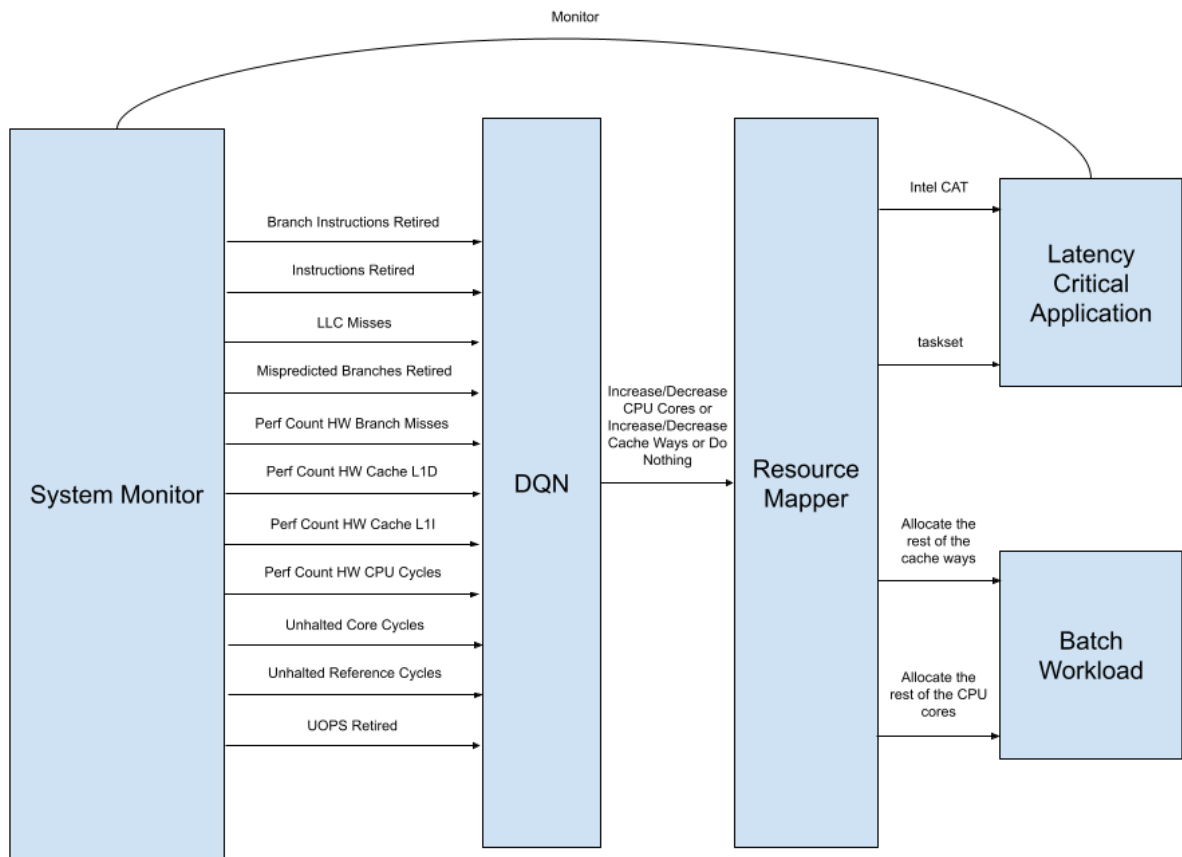 Monitor
System Monitor
Branch Instructions Retired
Instructions Retired
LLC Misses
Mispredicted Branches Retired
Perf Count HW Branch Misses
Perf Count HW Cache L1D
Perf Count HW Cache L1I
Perf Count HW CPU Cycles
Unhalted Core Cycles
Unhalted Reference Cycles
UOPS Retired
DQN
Increase/Decrease
CPU Cores or
Increase/Decrease
Cache Ways or Do
Nothing
Resource
Mapper
Intel CAT
taskset
Latency
Critical
Application
Allocate the
rest of the
cache ways
Allocate the
rest of the CPU
cores
Batch
Workload